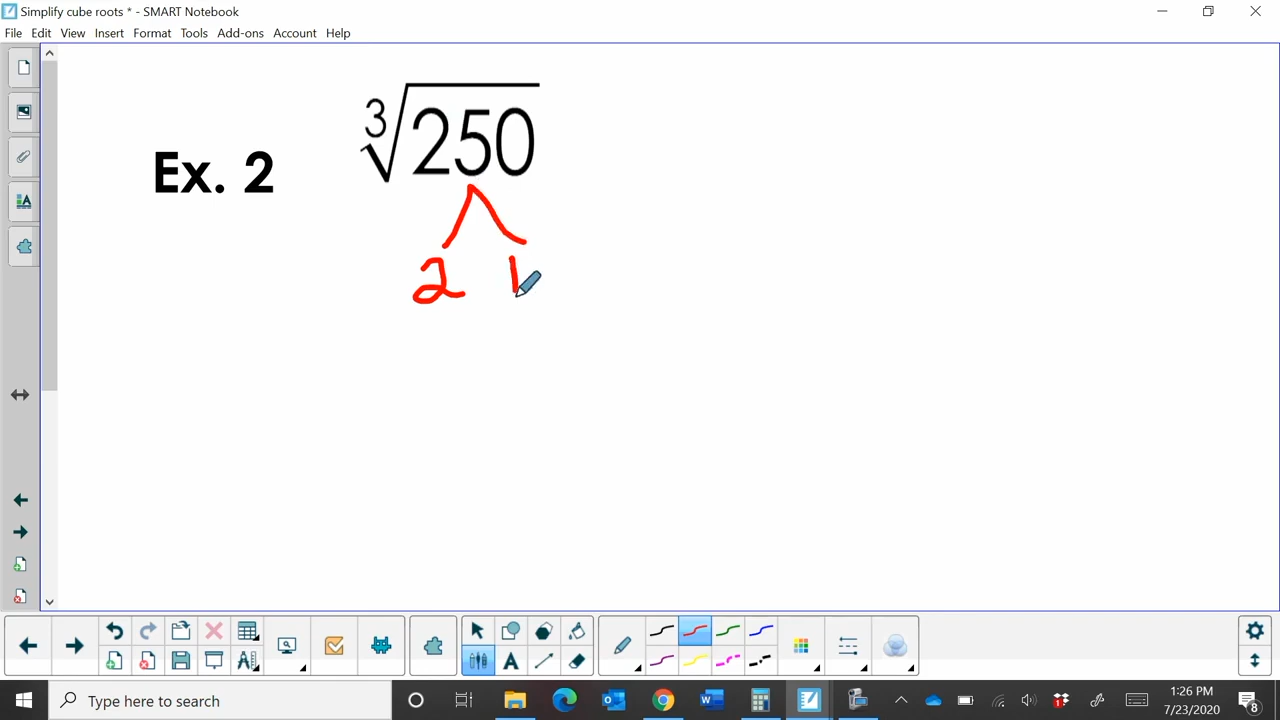 Simplify cube roots * - SMART Notebook
File Edit View Insert Format Tools Add-ons Account Help
Ex. 2
3√250
2 1
Type here to search
1:26 PM
7/23/2020
8